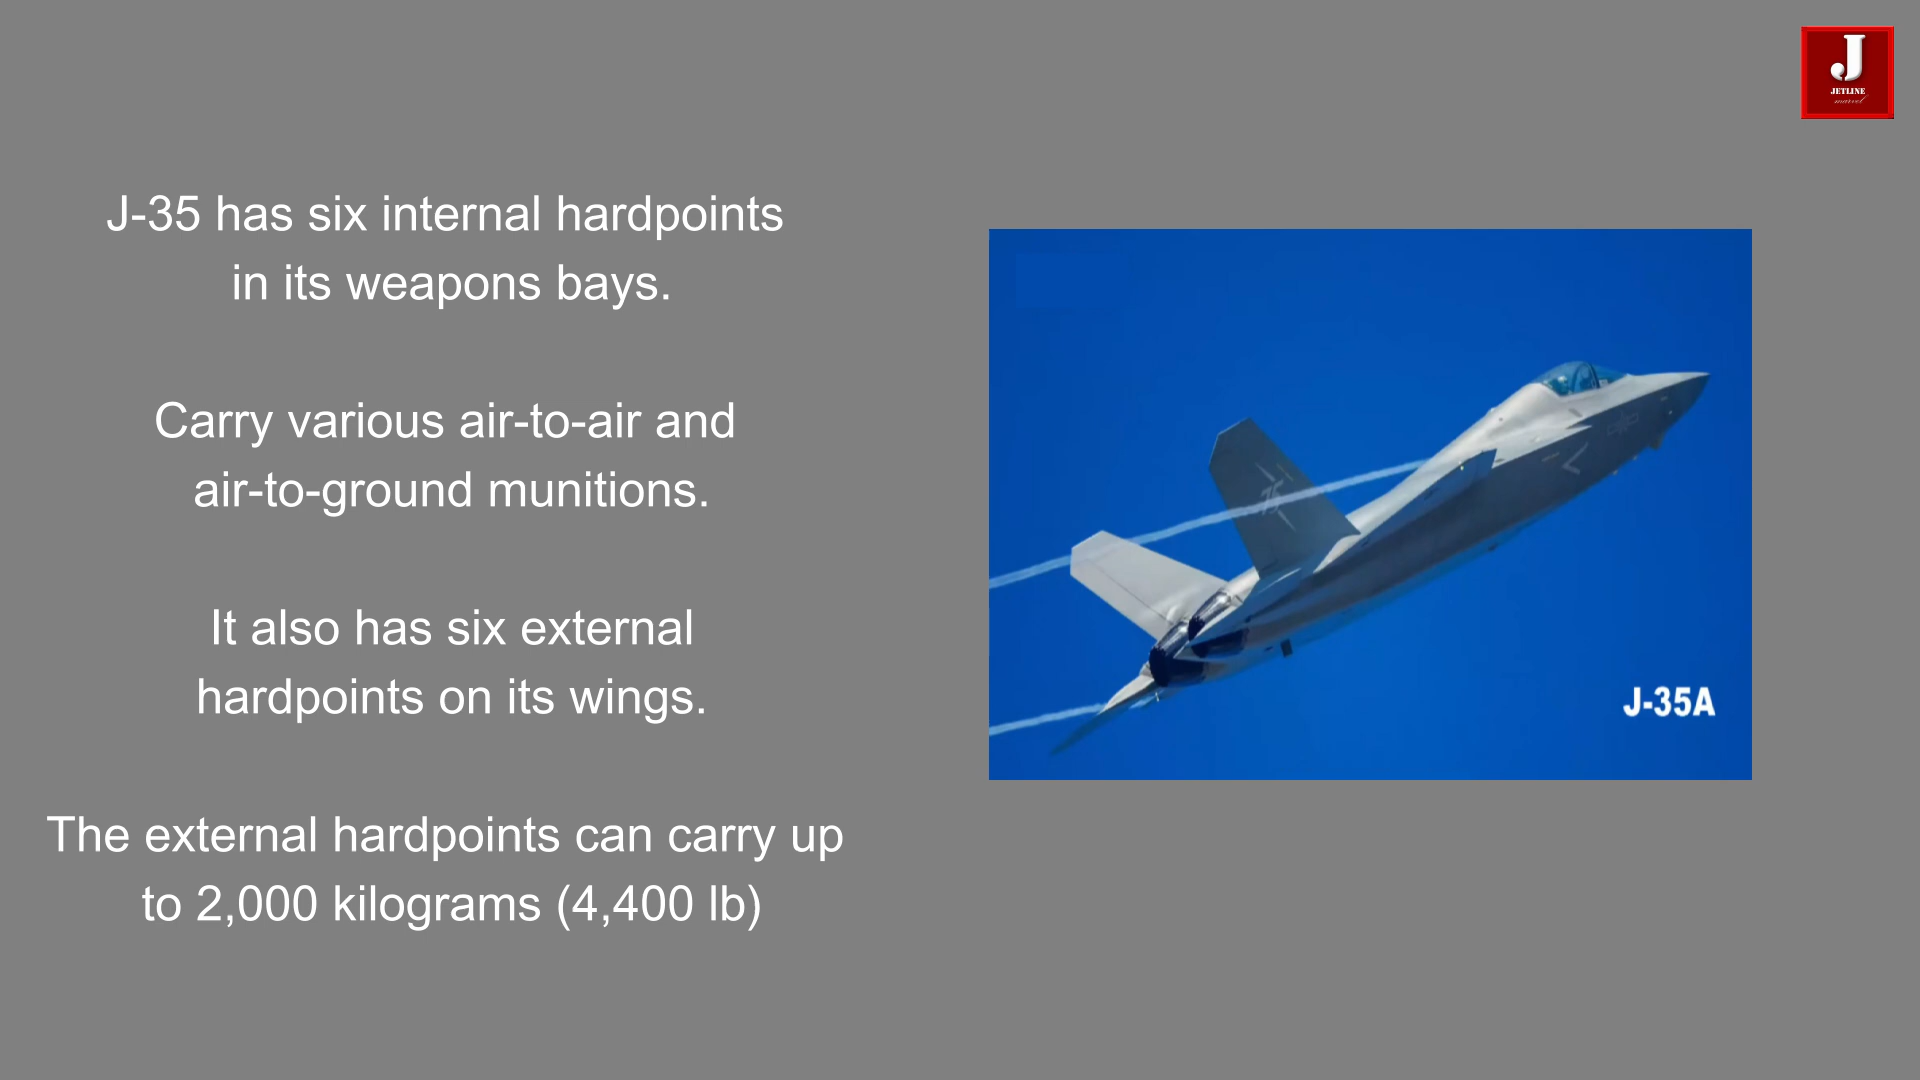 J
JETLINE
marvel
J-35 has six internal hardpoints
in its weapons bays.
Carry various air-to-air and
air-to-ground munitions.
It also has six external
hardpoints on its wings.
The external hardpoints can carry up
to 2,000 kilograms (4,400 lb)
35
J-35A